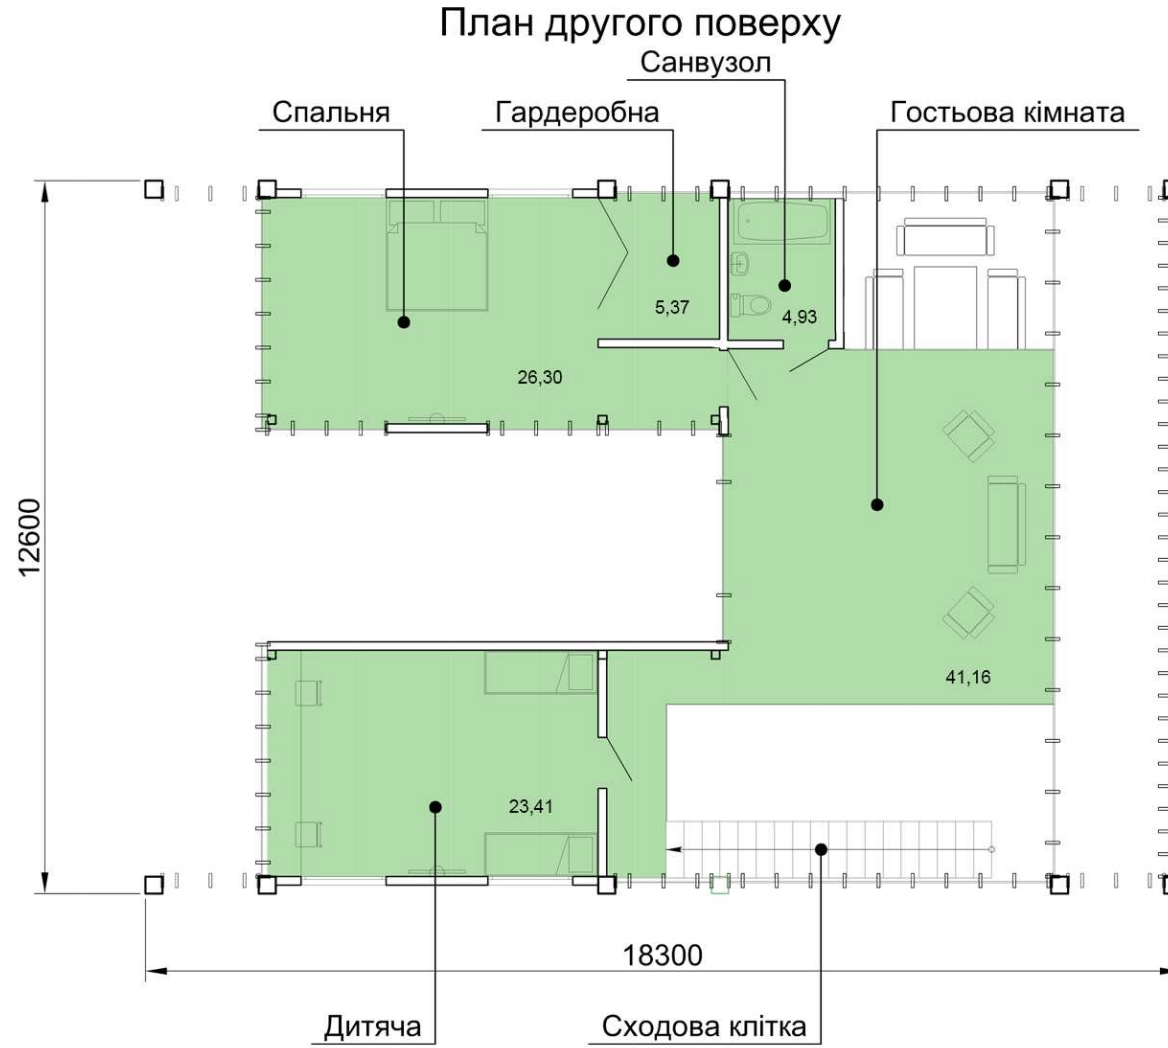 План другого поверху
Санвузол
Спальня
Гардеробна
Гостьова кімната
5,37
4,93
26,30
12600
41,16
23,41
18300
Дитяча
Сходова клітка